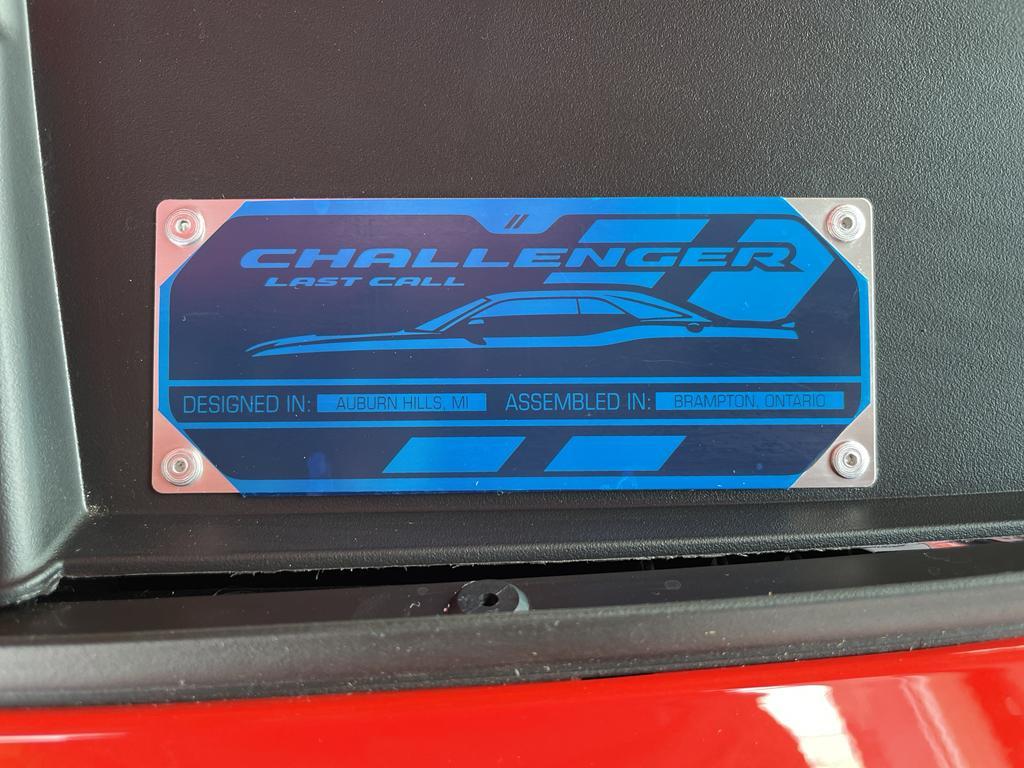 CHALLENGER
LAST CALL
DESIGNED IN: AUBURN HILLS, MI ASSEMBLED IN: BRAMPTON, ONTARIO